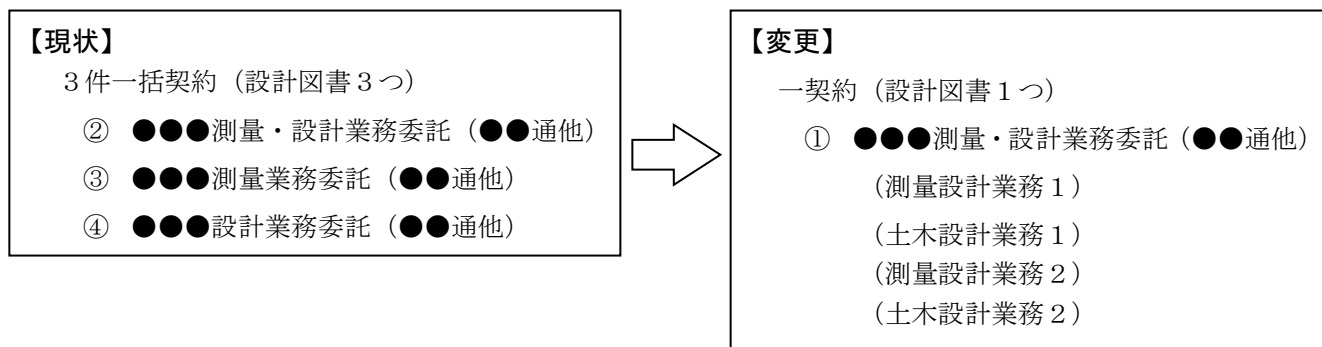 【現状】
３件一括契約（設計図書３つ）
② ●●●測量・設計業務委託（●●通他）
③ ●●●測量業務委託（●●通他）
④ ●●●設計業務委託（●●通他）
【変更】
一契約（設計図書１つ）
① ●●●測量・設計業務委託（●●通他）
（測量設計業務１）
（土木設計業務１）
（測量設計業務２）
（土木設計業務２）